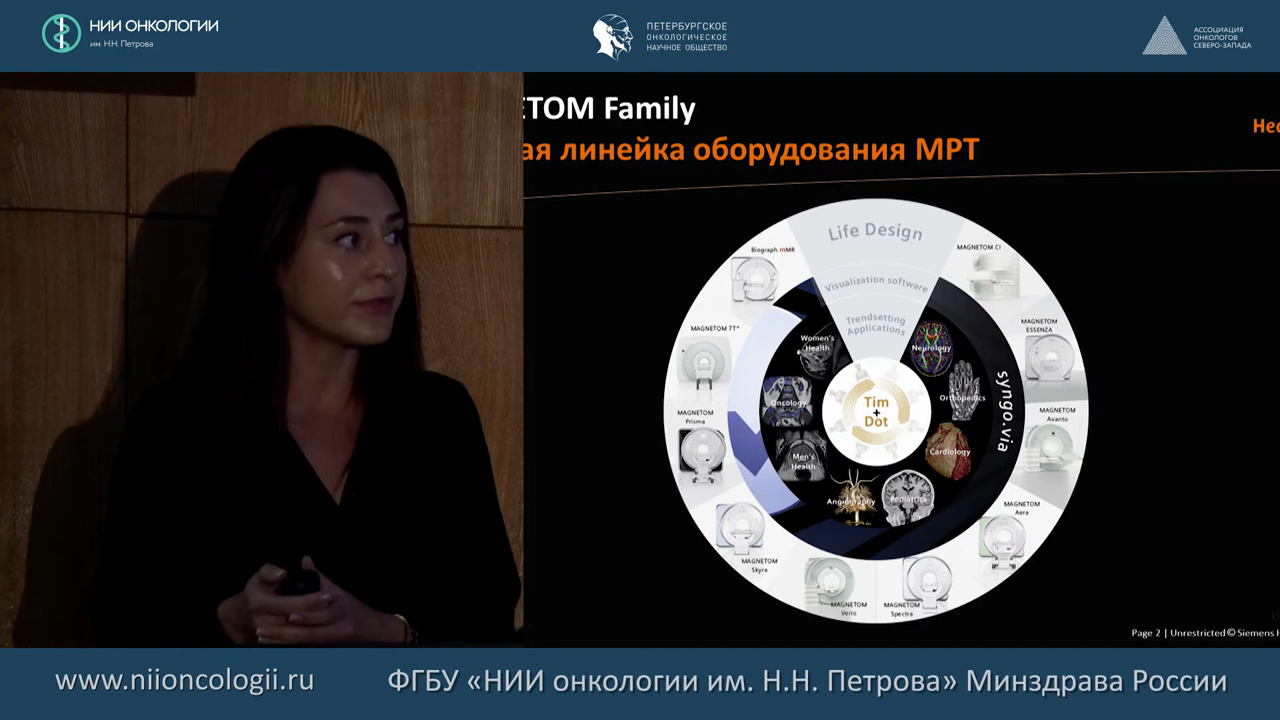 НИИ ОНКОЛОГИИ
им. Н.Н. Петрова
ПЕТЕРБУРГСКОЕ
ОНКОЛОГИЧЕСКОЕ
НАУЧНОЕ ОБЩЕСТВО
АССОЦИАЦИЯ
ОНКОЛОГОВ
СЕВЕРО-ЗАПАДА
ETOM Family
ая линейка оборудования МРТ
Нео
Life Design
Visualization software
Trendsetting
Applications
Biograph mMR
MAGNETOM C!
MAGNETOM 7T*
MAGNETOM
ESSENZA
Women's
Health
Neurology
Oncology
Orthopedics
Tim
+
Dot
syngo.via
MAGNETOM
Prisma
MAGNETOM
Avanto
Men's
Health
Cardiology
Angiography
Pediatrics
MAGNETOM
Aera
MAGNETOM
Skyra
MAGNETOM
Verio
MAGNETOM
Spectra
Page 2 | Unrestricted © Siemens H
www.niioncologii.ru
ФГБУ «НИИ онкологии им. Н.Н. Петрова» Минздрава России